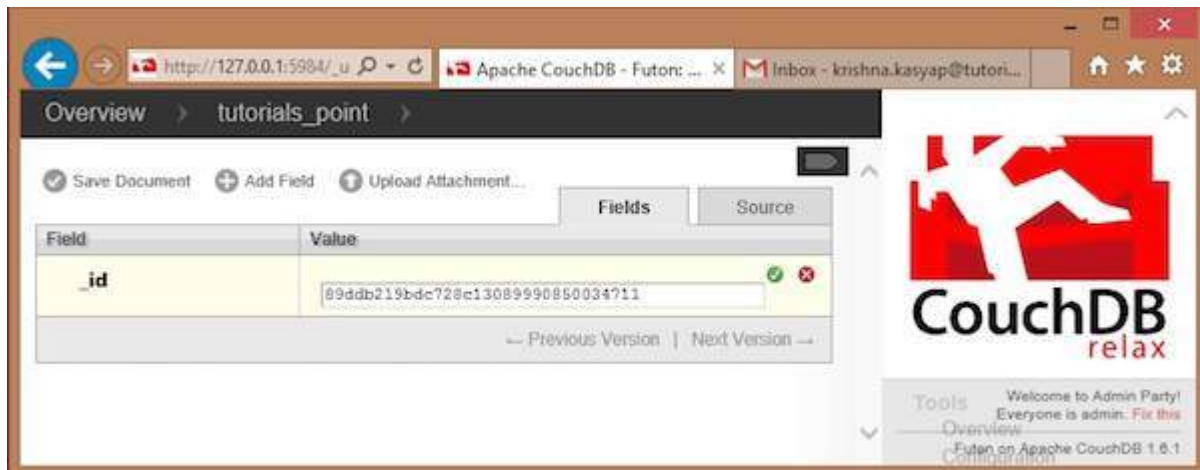 http://127.0.0.1:5984/_u
Apache CouchDB - Futon: ...
Inbox - krishna.kasyap@tutori...
Overview
tutorials_point
Save Document
Add Field
Upload Attachment...
Fields
Source
Field
Value
_id
89ddb219bdc728c13089990850034711
← Previous Version | Next Version →
CouchDB
relax
Tools
Overview
Configuration
Welcome to Admin Party!
Everyone is admin. Fix this
Futon on Apache CouchDB 1.6.1